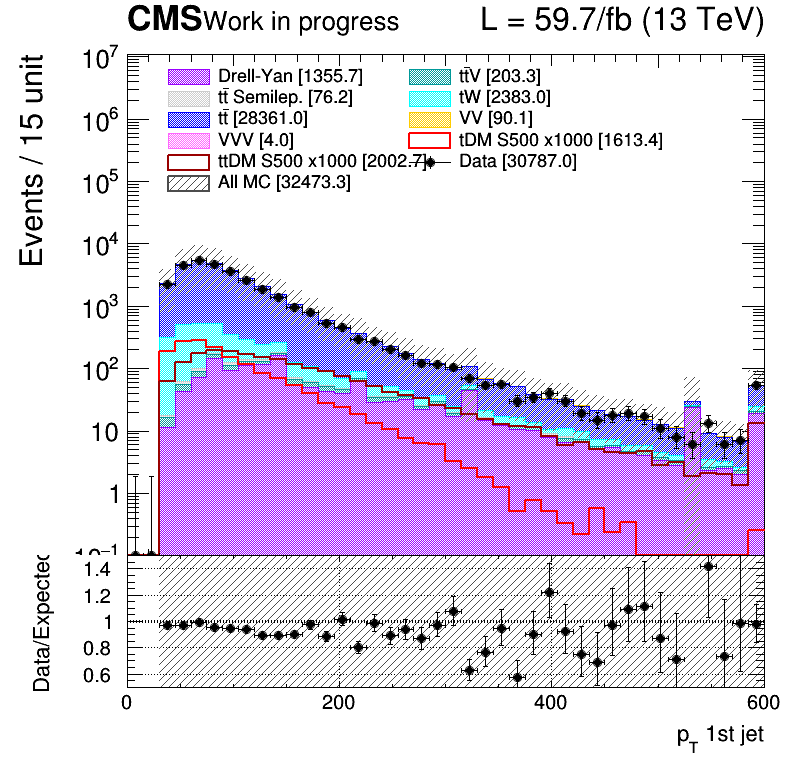 CMS Work in progress L = 59.7/fb (13 TeV)
Drell-Yan [1355.7] tt̄V [203.3]
tt̄ Semilep. [76.2] tW [2383.0]
tt̄ [28361.0] VV [90.1]
VVV [4.0] tDM S500 x1000 [1613.4]
ttDM S500 x1000 [2002.7] Data [30787.0]
All MC [32473.3]
Events / 15 unit
10⁷
10⁶
10⁵
10⁴
10³
10²
10
1
10⁻¹
Data/Expected
1.4
1.2
1
0.8
0.6
0 200 400 600
p_T 1st jet